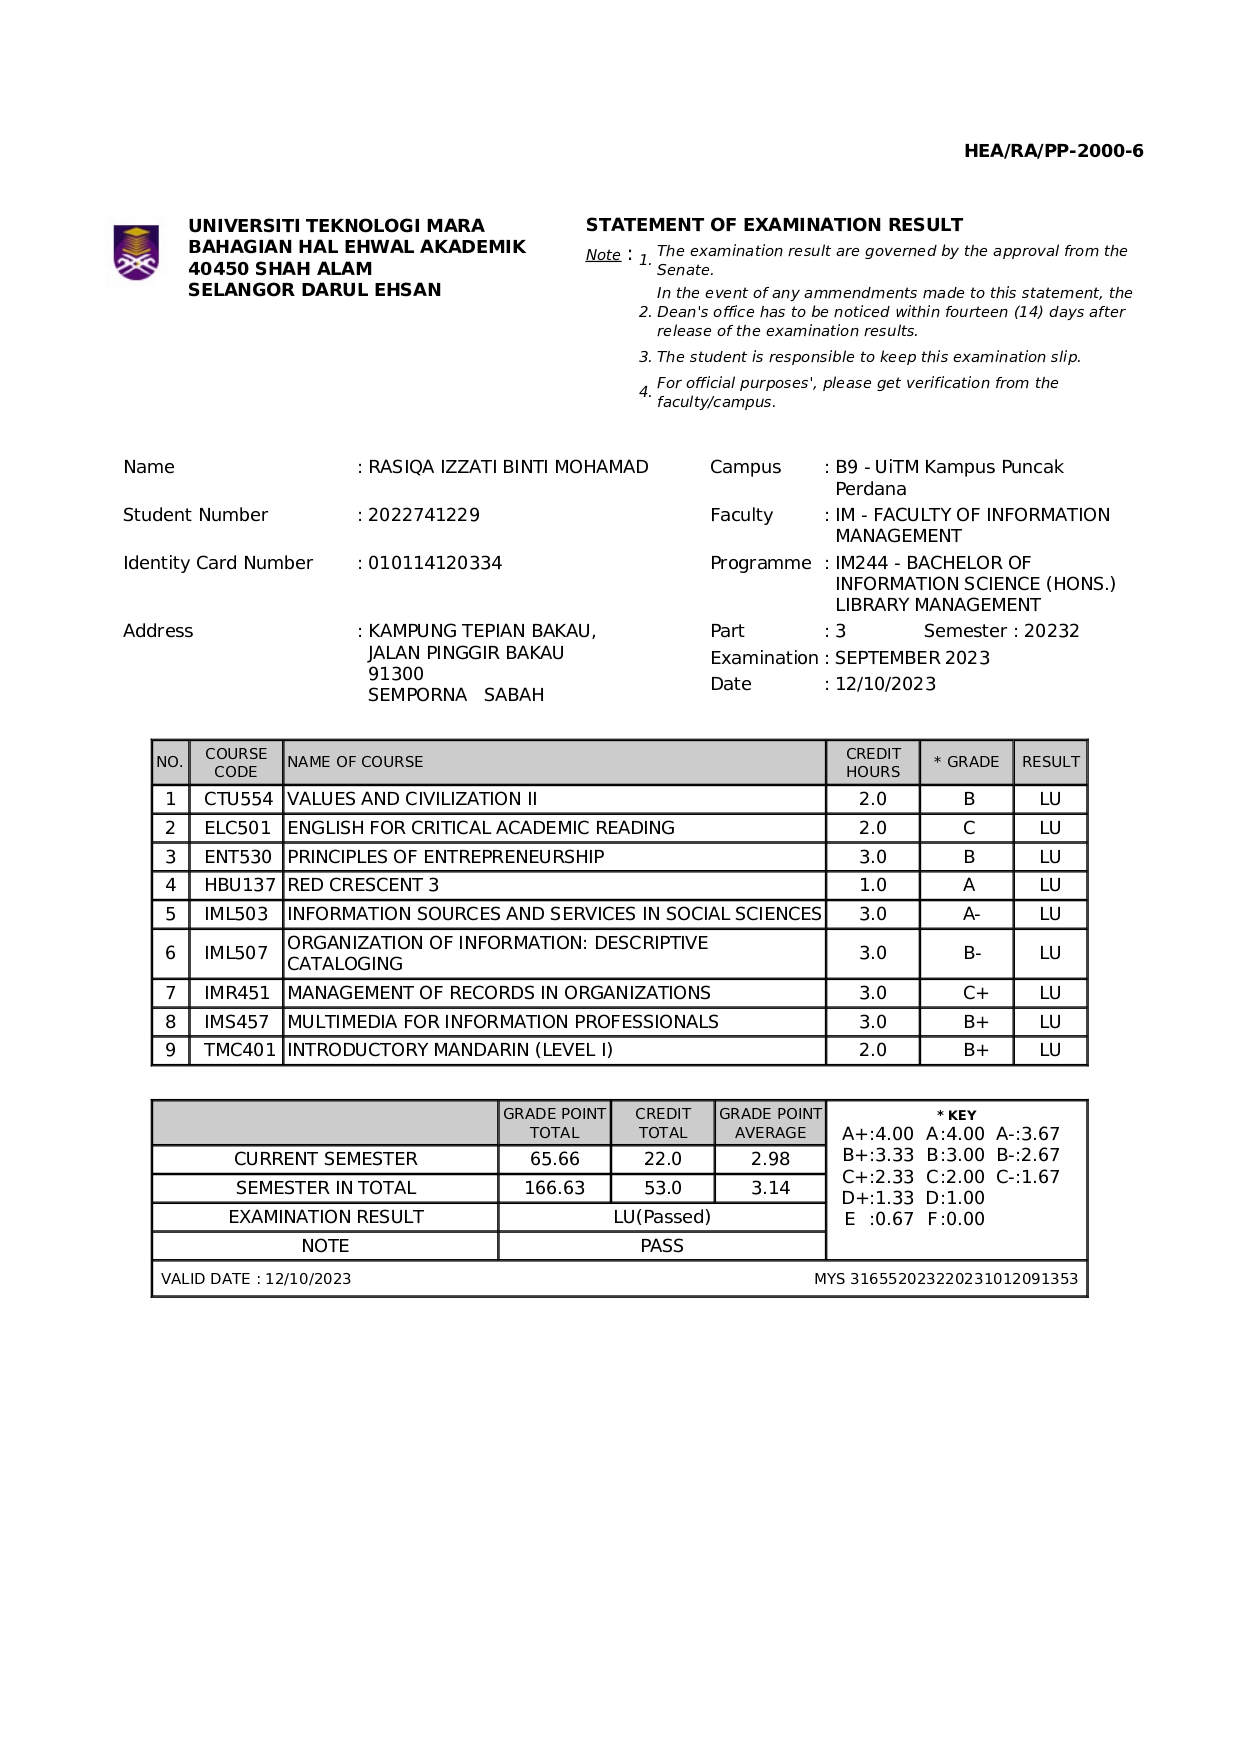 HEA/RA/PP-2000-6
UNIVERSITI TEKNOLOGI MARA
BAHAGIAN HAL EHWAL AKADEMIK
40450 SHAH ALAM
SELANGOR DARUL EHSAN
STATEMENT OF EXAMINATION RESULT
Note : 1. The examination result are governed by the approval from the
Senate.
In the event of any ammendments made to this statement, the
2. Dean's office has to be noticed within fourteen (14) days after
release of the examination results.
3. The student is responsible to keep this examination slip.
4. For official purposes', please get verification from the
faculty/campus.
Name : RASIQA IZZATI BINTI MOHAMAD Campus : B9 - UiTM Kampus Puncak
Perdana
Student Number : 2022741229 Faculty : IM - FACULTY OF INFORMATION
MANAGEMENT
Identity Card Number : 010114120334 Programme : IM244 - BACHELOR OF
INFORMATION SCIENCE (HONS.)
LIBRARY MANAGEMENT
Address : KAMPUNG TEPIAN BAKAU, Part : 3 Semester : 20232
JALAN PINGGIR BAKAU Examination : SEPTEMBER 2023
91300
SEMPORNA SABAH Date : 12/10/2023
NO. COURSE CODE NAME OF COURSE CREDIT HOURS * GRADE RESULT
1 CTU554 VALUES AND CIVILIZATION II 2.0 B LU
2 ELC501 ENGLISH FOR CRITICAL ACADEMIC READING 2.0 C LU
3 ENT530 PRINCIPLES OF ENTREPRENEURSHIP 3.0 B LU
4 HBU137 RED CRESCENT 3 1.0 A LU
5 IML503 INFORMATION SOURCES AND SERVICES IN SOCIAL SCIENCES 3.0 A- LU
6 IML507 ORGANIZATION OF INFORMATION: DESCRIPTIVE CATALOGING 3.0 B- LU
7 IMR451 MANAGEMENT OF RECORDS IN ORGANIZATIONS 3.0 C+ LU
8 IMS457 MULTIMEDIA FOR INFORMATION PROFESSIONALS 3.0 B+ LU
9 TMC401 INTRODUCTORY MANDARIN (LEVEL I) 2.0 B+ LU
GRADE POINT TOTAL CREDIT TOTAL GRADE POINT AVERAGE
CURRENT SEMESTER 65.66 22.0 2.98
SEMESTER IN TOTAL 166.63 53.0 3.14
EXAMINATION RESULT LU(Passed)
NOTE PASS
* KEY
A+:4.00 A:4.00 A-:3.67
B+:3.33 B:3.00 B-:2.67
C+:2.33 C:2.00 C-:1.67
D+:1.33 D:1.00
E :0.67 F:0.00
VALID DATE : 12/10/2023 MYS 316552023220231012091353